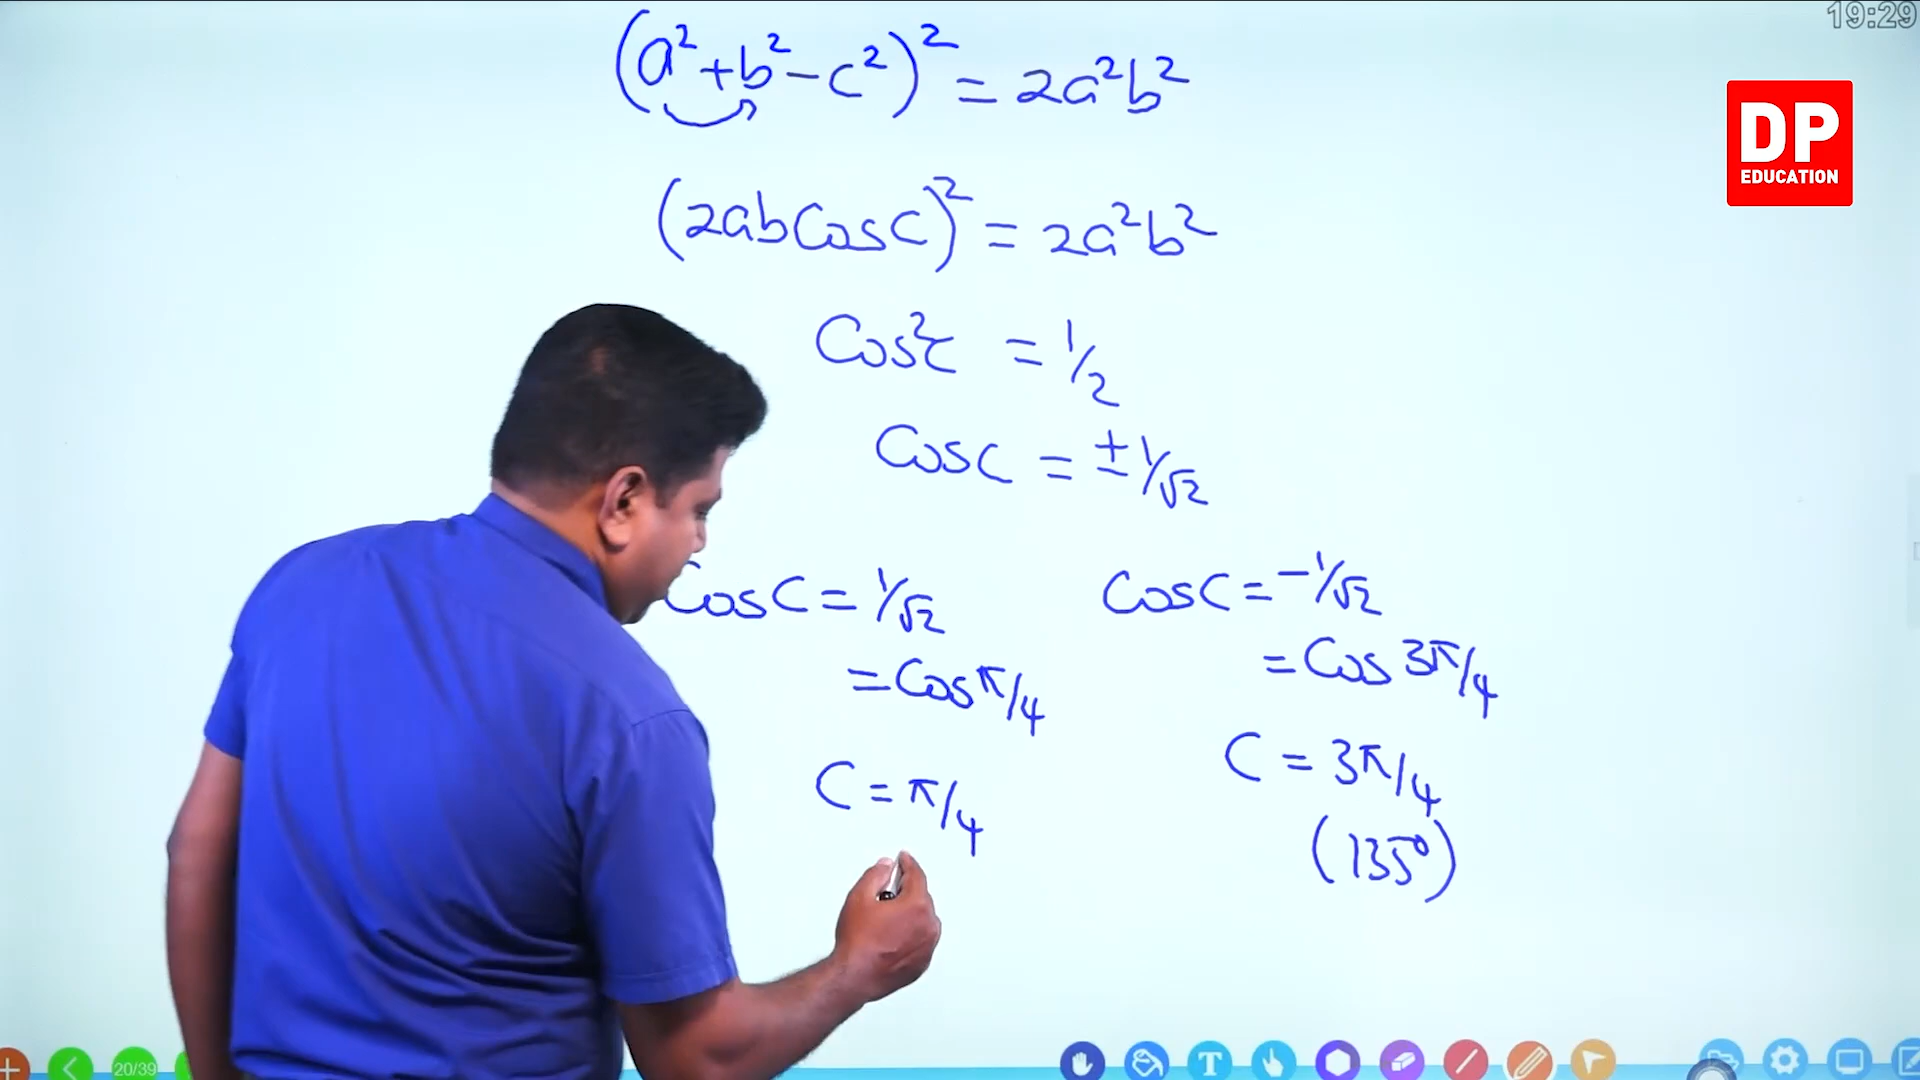 19:29
(a²+b²-c²)² = 2a²b²
DP
EDUCATION
(2abCosC)² = 2a²b²
Cos²C = 1/2
CosC = ±1/√2
CosC = 1/√2
CosC = -1/√2
= Cos π/4
= Cos 3π/4
C = π/4
C = 3π/4
(135°)
20/39
T